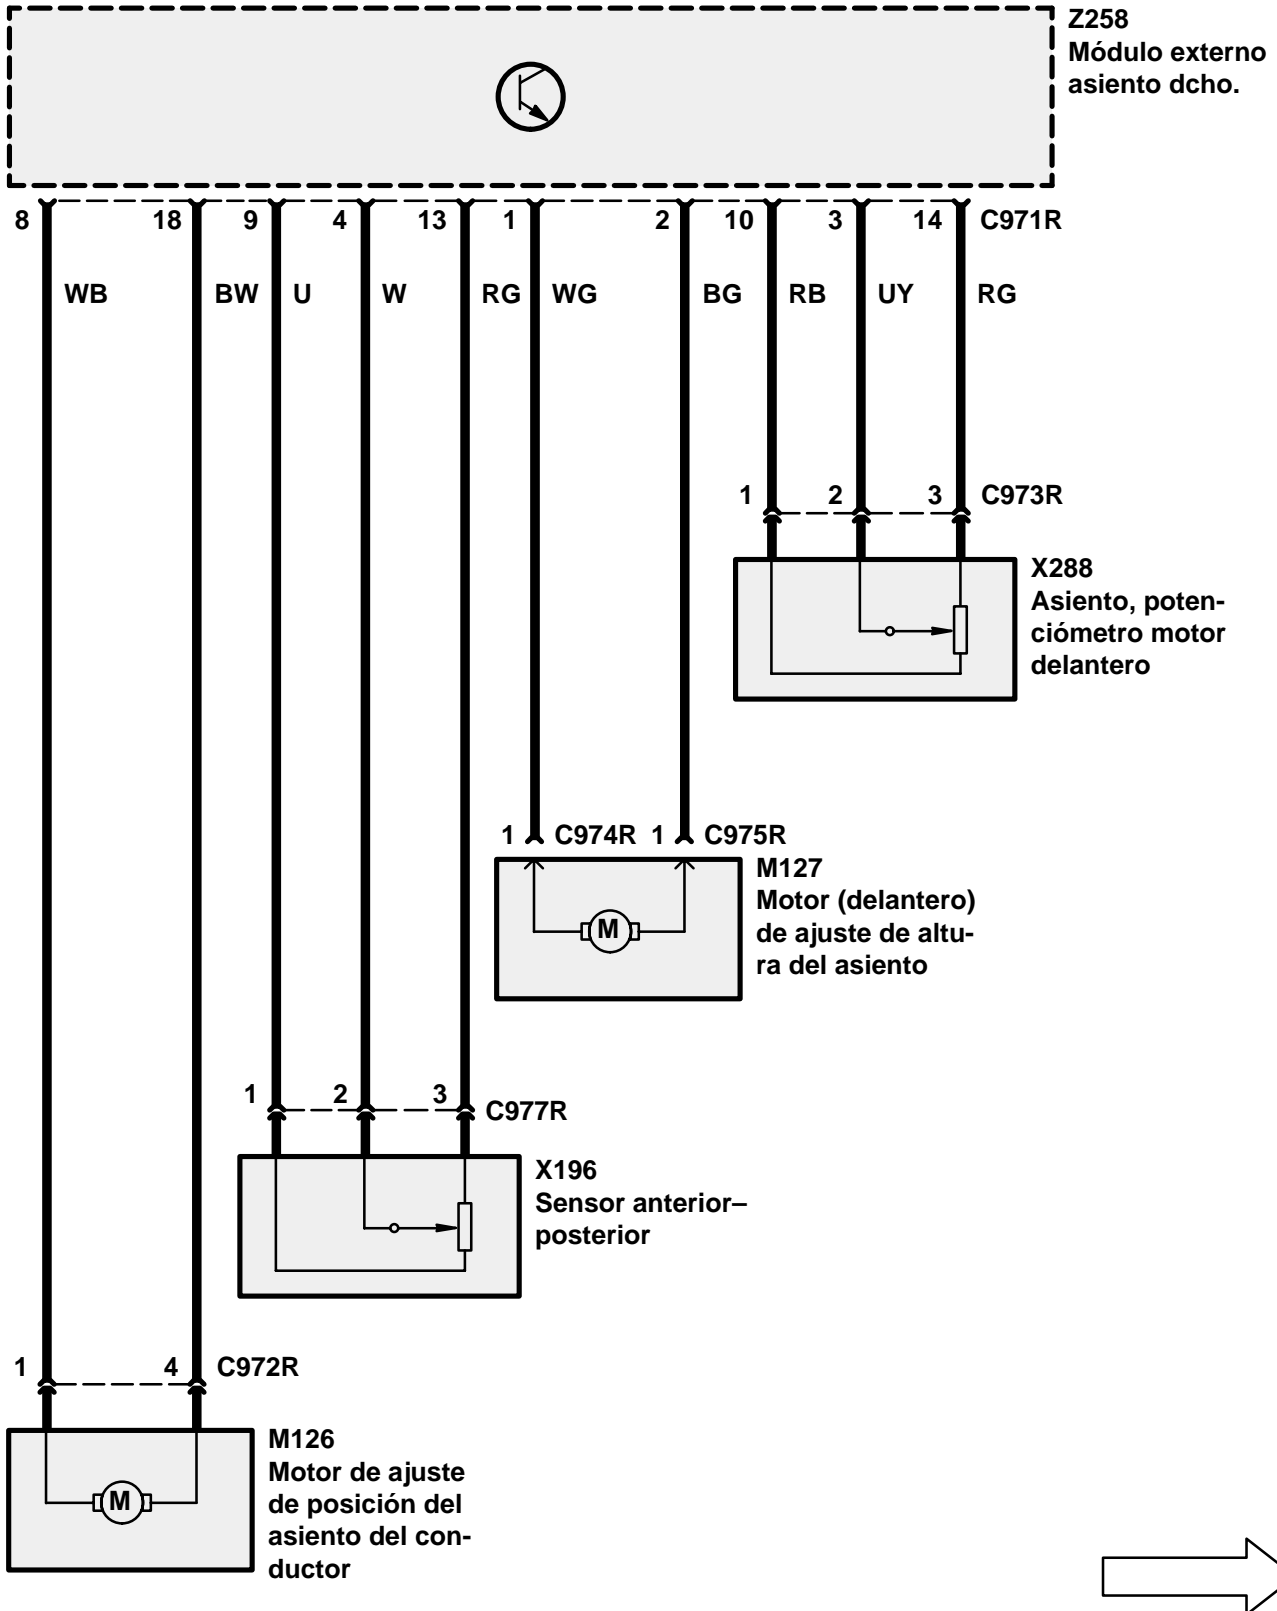 Z258
Módulo externo
asiento dcho.
8 18 9 4 13 1 2 10 3 14 C971R
WB BW U W RG WG BG RB UY RG
1 2 3 C973R
X288
Asiento, poten-
ciómetro motor
delantero
1 C974R 1 C975R
M127
Motor (delantero)
de ajuste de altu-
ra del asiento
M
1 2 3 C977R
X196
Sensor anterior–
posterior
1 4 C972R
M126
Motor de ajuste
de posición del
asiento del con-
ductor
M